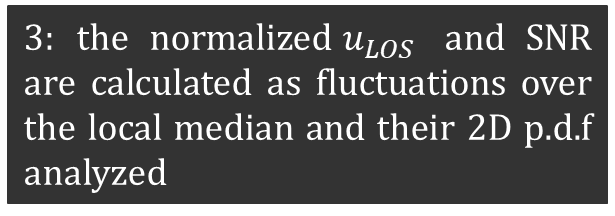 3: the normalized u_LOS and SNR
are calculated as fluctuations over
the local median and their 2D p.d.f
analyzed